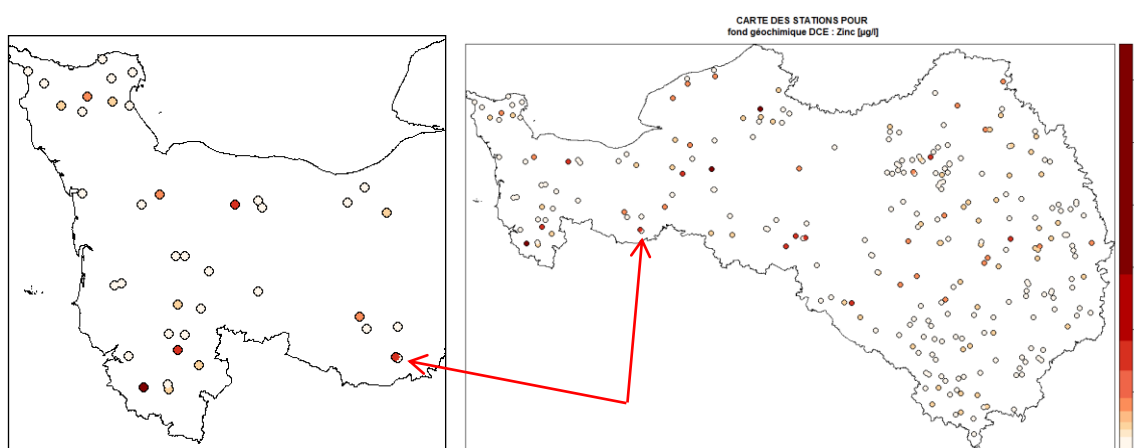 CARTE DES STATIONS POUR
fond géochimique DCE : Zinc [µg/l]